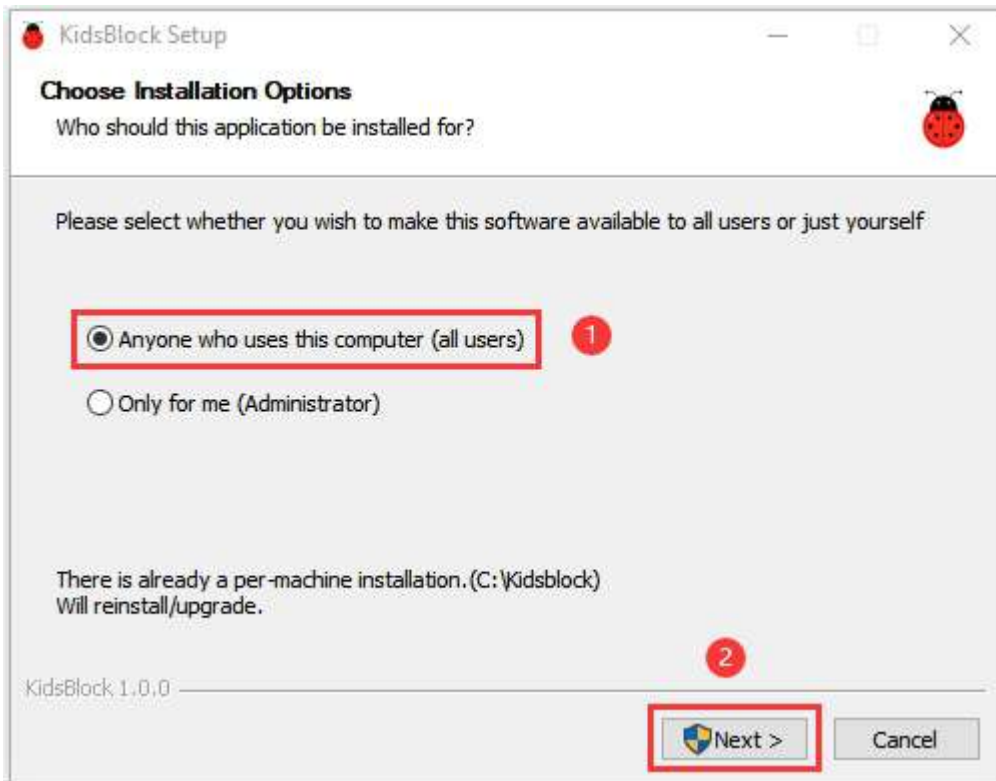 KidsBlock Setup
Choose Installation Options
Who should this application be installed for?
Please select whether you wish to make this software available to all users or just yourself
Anyone who uses this computer (all users)
1
Only for me (Administrator)
There is already a per-machine installation.(C:\Kidsblock)
Will reinstall/upgrade.
2
KidsBlock 1.0.0
Next >
Cancel